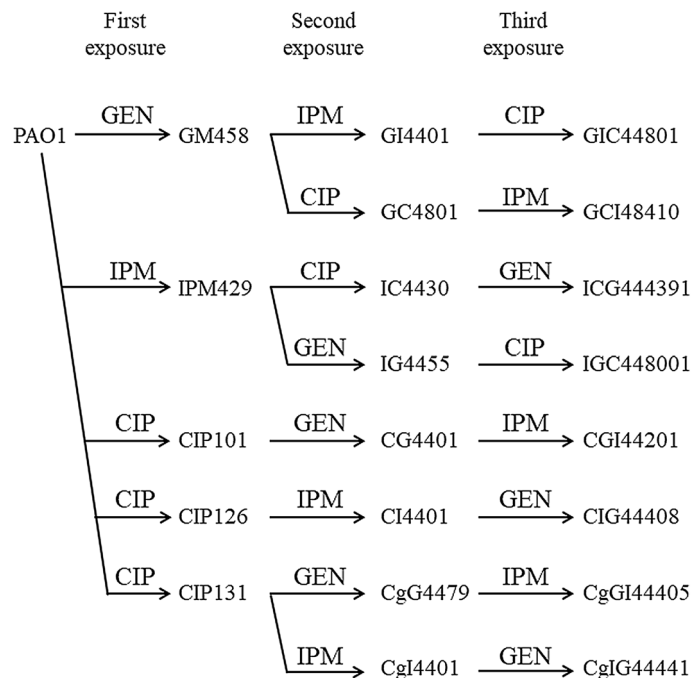 First exposure
Second exposure
Third exposure
GEN IPM CIP
PAO1 GM458 GI4401 GIC44801
CIP IPM
GC4801 GCI48410
IPM CIP GEN
IPM429 IC4430 ICG444391
GEN CIP
IG4455 IGC448001
CIP GEN IPM
CIP101 CG4401 CGI44201
CIP IPM GEN
CIP126 CI4401 CIG44408
CIP GEN IPM
CIP131 CgG4479 CgGI44405
IPM GEN
CgI4401 CgIG44441